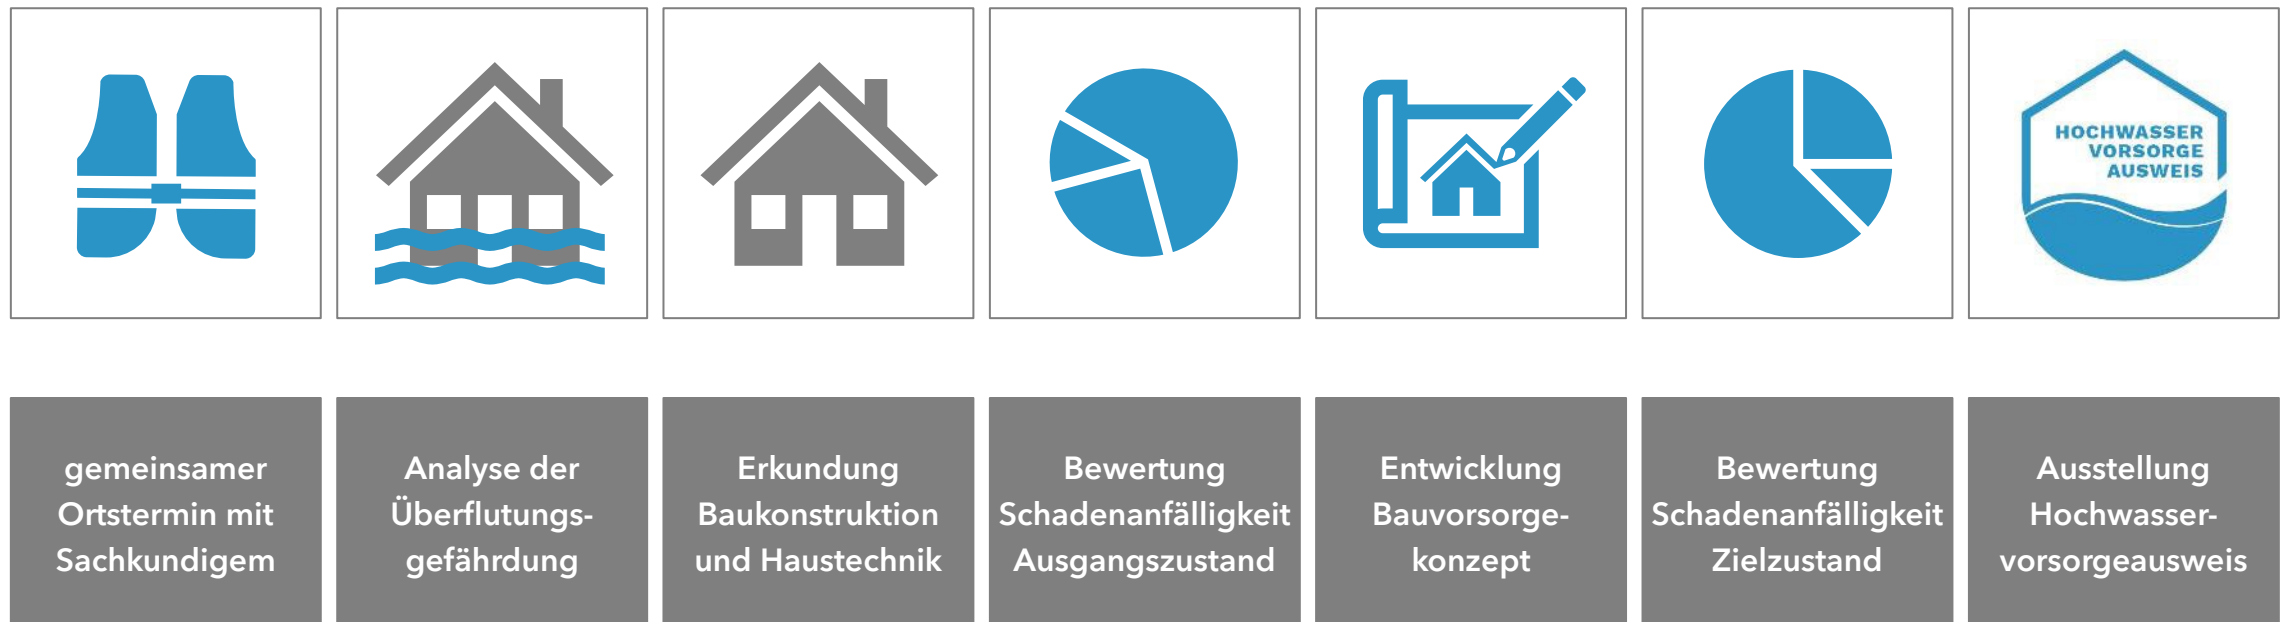 HOCHWASSER
VORSORGE
AUSWEIS
gemeinsamer
Ortstermin mit
Sachkundigem
Analyse der
Überflutungs-
gefährdung
Erkundung
Baukonstruktion
und Haustechnik
Bewertung
Schadenanfälligkeit
Ausgangszustand
Entwicklung
Bauvorsorge-
konzept
Bewertung
Schadenanfälligkeit
Zielzustand
Ausstellung
Hochwasser-
vorsorgeausweis